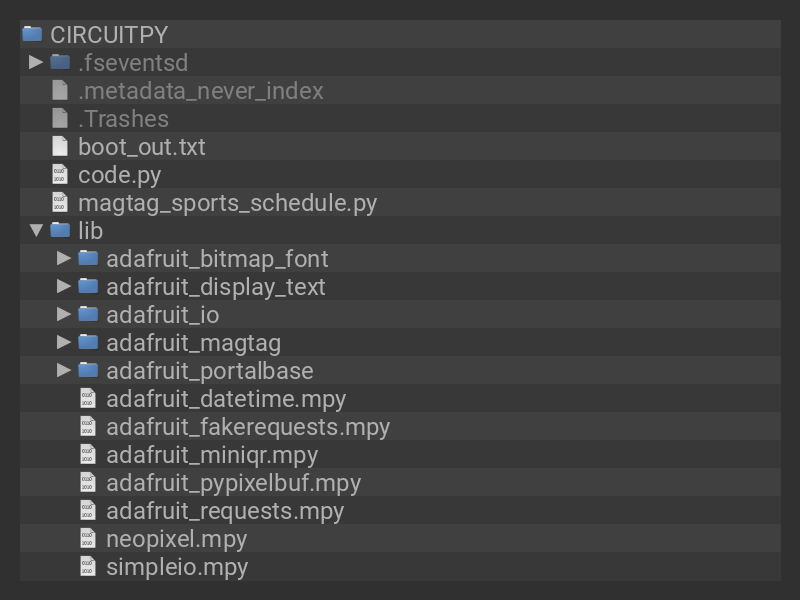 CIRCUITPY
.fseventsd
.metadata_never_index
.Trashes
boot_out.txt
code.py
magtag_sports_schedule.py
lib
adafruit_bitmap_font
adafruit_display_text
adafruit_io
adafruit_magtag
adafruit_portalbase
adafruit_datetime.mpy
adafruit_fakerequests.mpy
adafruit_miniqr.mpy
adafruit_pypixelbuf.mpy
adafruit_requests.mpy
neopixel.mpy
simpleio.mpy